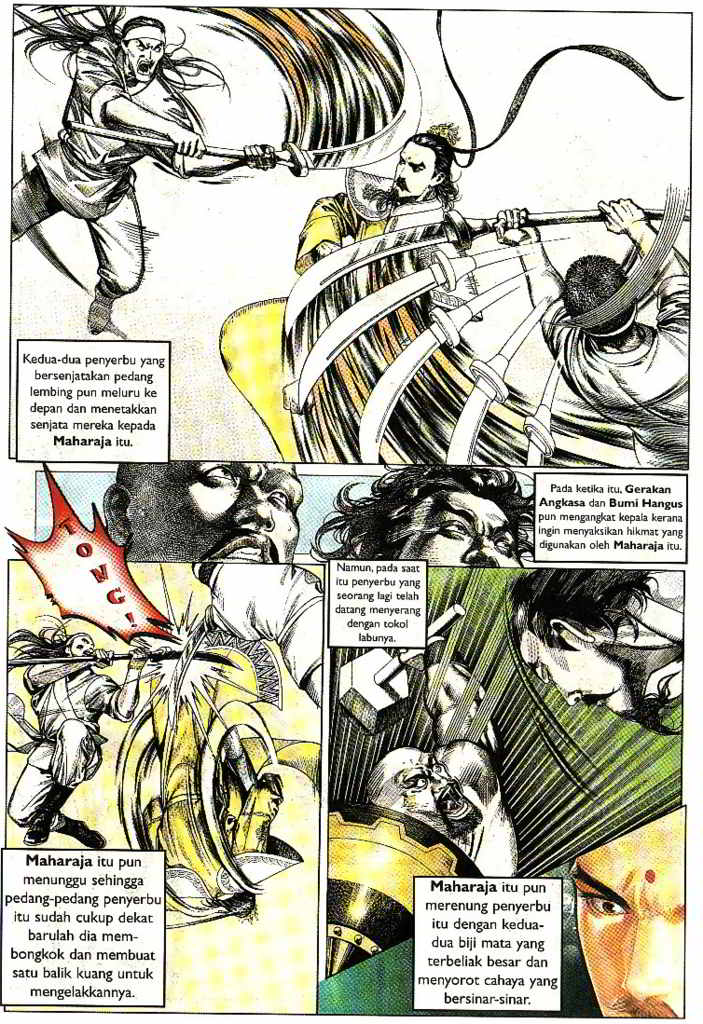 Kedua-dua penyerbu yang
bersenjatakan pedang
lembing pun meluru ke
depan dan menetakkan
senjata mereka kepada
Maharaja itu.
Pada ketika itu, Gerakan
Angkasa dan Bumi Hangus
pun mengangkat kepala kerana
ingin menyaksikan hikmat yang
digunakan oleh Maharaja itu.
TONG!
Namun, pada saat
itu penyerbu yang
seorang lagi telah
datang menyerang
dengan tokol
labunya.
Maharaja itu pun
menunggu sehingga
pedang-pedang penyerbu
itu sudah cukup dekat
barulah dia mem-
bongkok dan membuat
satu balik kuang untuk
mengelakkannya.
Maharaja itu pun
merenung penyerbu
itu dengan kedua-
dua biji mata yang
terbeliak besar dan
menyorot cahaya yang
bersinar-sinar.